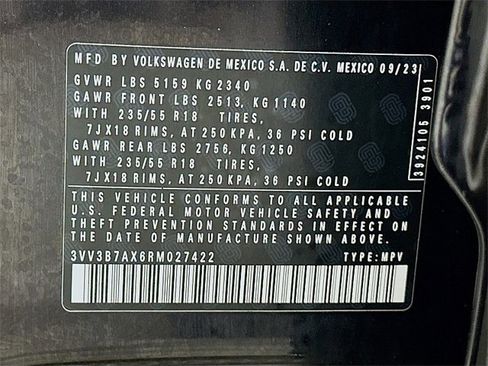 MFD BY VOLKSWAGEN DE MEXICO S.A. DE C.V. MEXICO 09/23
GVWR LBS 5159 KG 2340
GAWR FRONT LBS 2513, KG 1140
WITH 235/55 R18 TIRES,
7JX18 RIMS, AT 250 KPA, 36 PSI COLD
GAWR REAR LBS 2756, KG1250
WITH 235/55 R18 TIRES,
7JX18 RIMS, AT 250 KPA, 36 PSI COLD
THIS VEHICLE CONFORMS TO ALL APPLICABLE
U.S. FEDERAL MOTOR VEHICLE SAFETY AND
THEFT PREVENTION STANDARDS IN EFFECT ON
THE DATE OF MANUFACTURE SHOWN ABOVE.
3VV3B7AX6RM027422 TYPE: MPV
3924105 3901